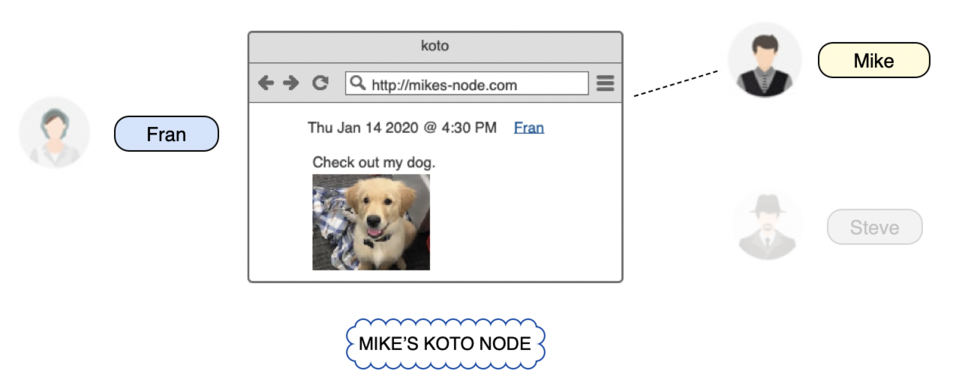 koto
http://mikes-node.com
Mike
Thu Jan 14 2020 @ 4:30 PM Fran
Fran
Check out my dog.
Steve
MIKE'S KOTO NODE